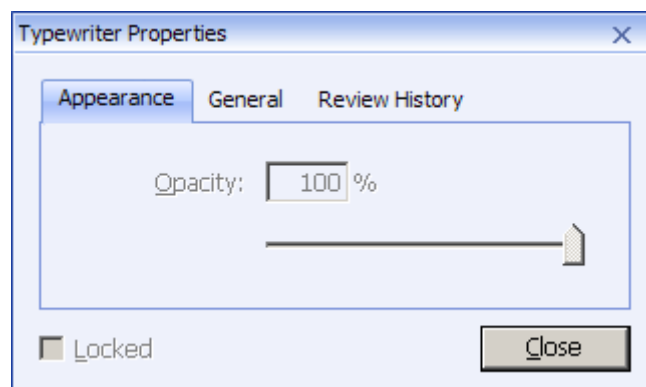 Typewriter Properties
Appearance General Review History
Opacity: 100 %
Locked Close